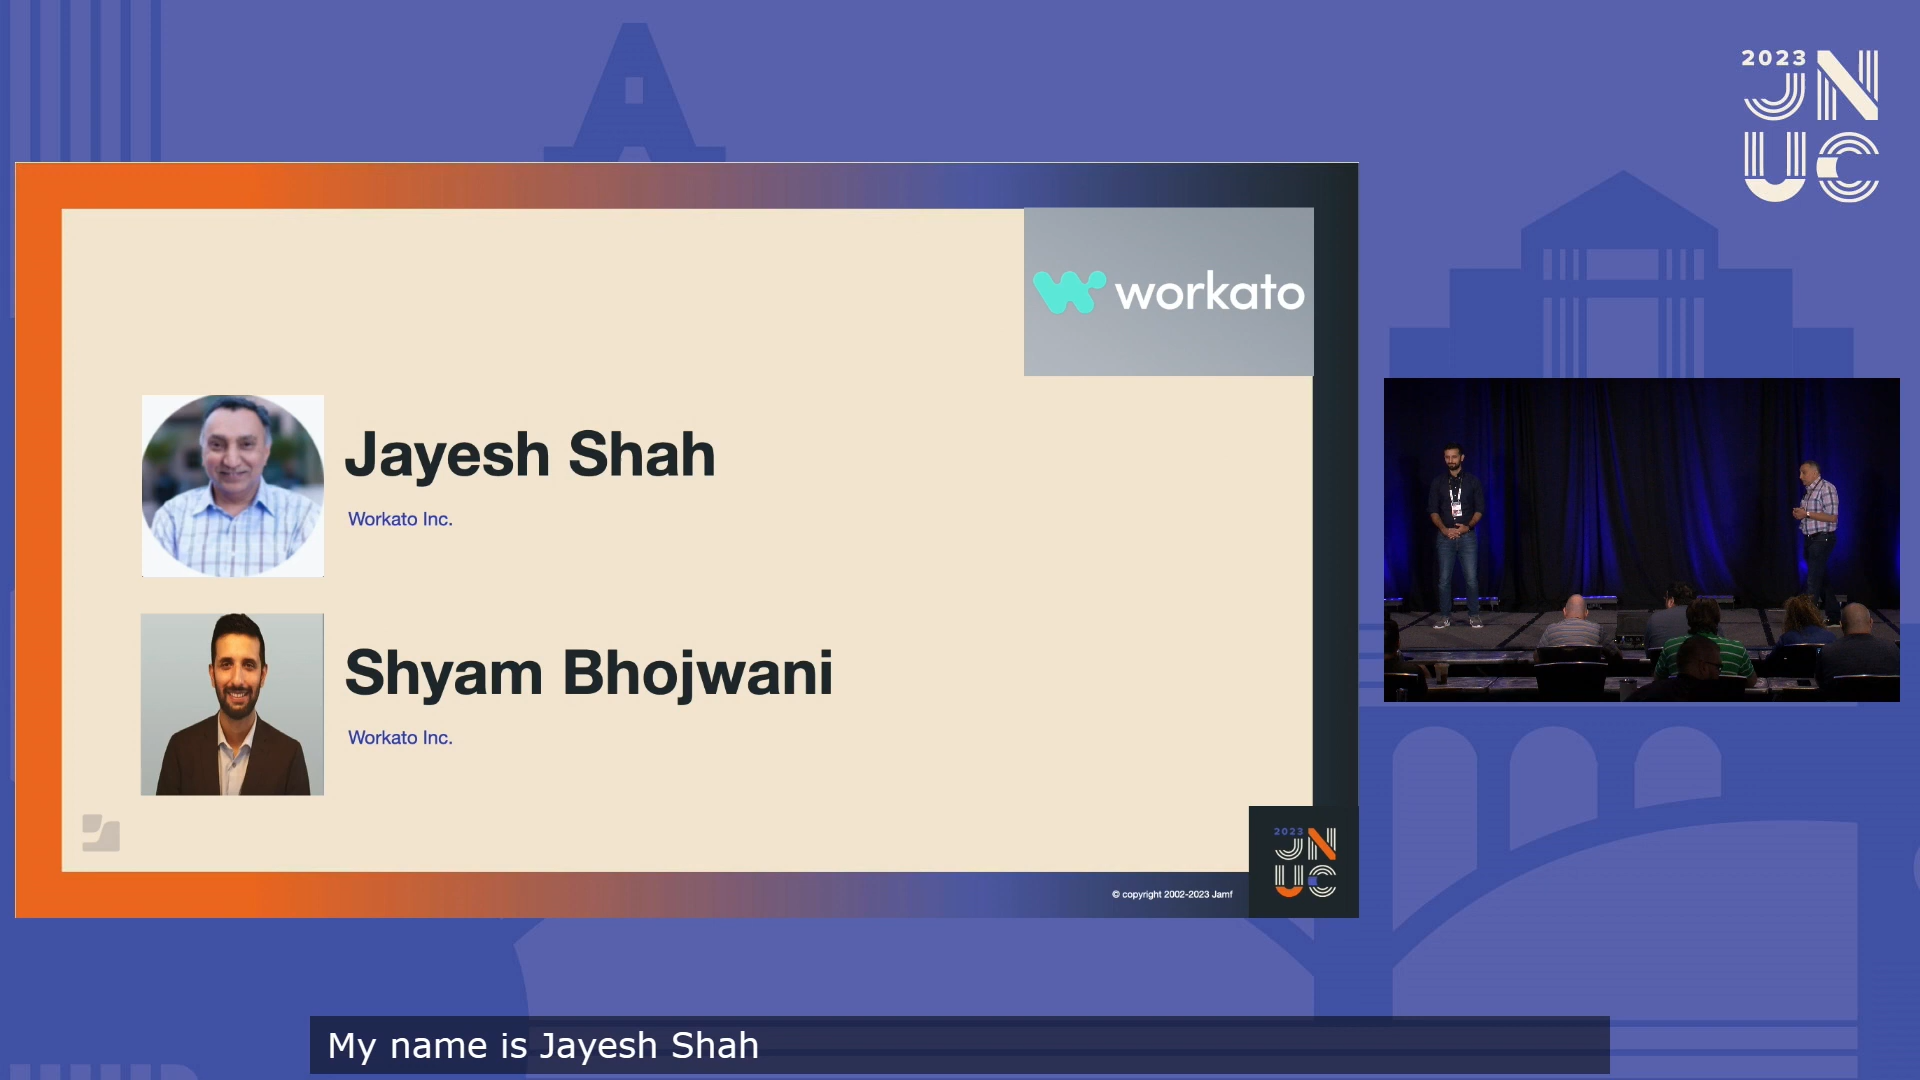 2023
JN
UC
workato
Jayesh Shah
Workato Inc.
Shyam Bhojwani
Workato Inc.
2023
JN
UC
© copyright 2002-2023 Jamf
My name is Jayesh Shah